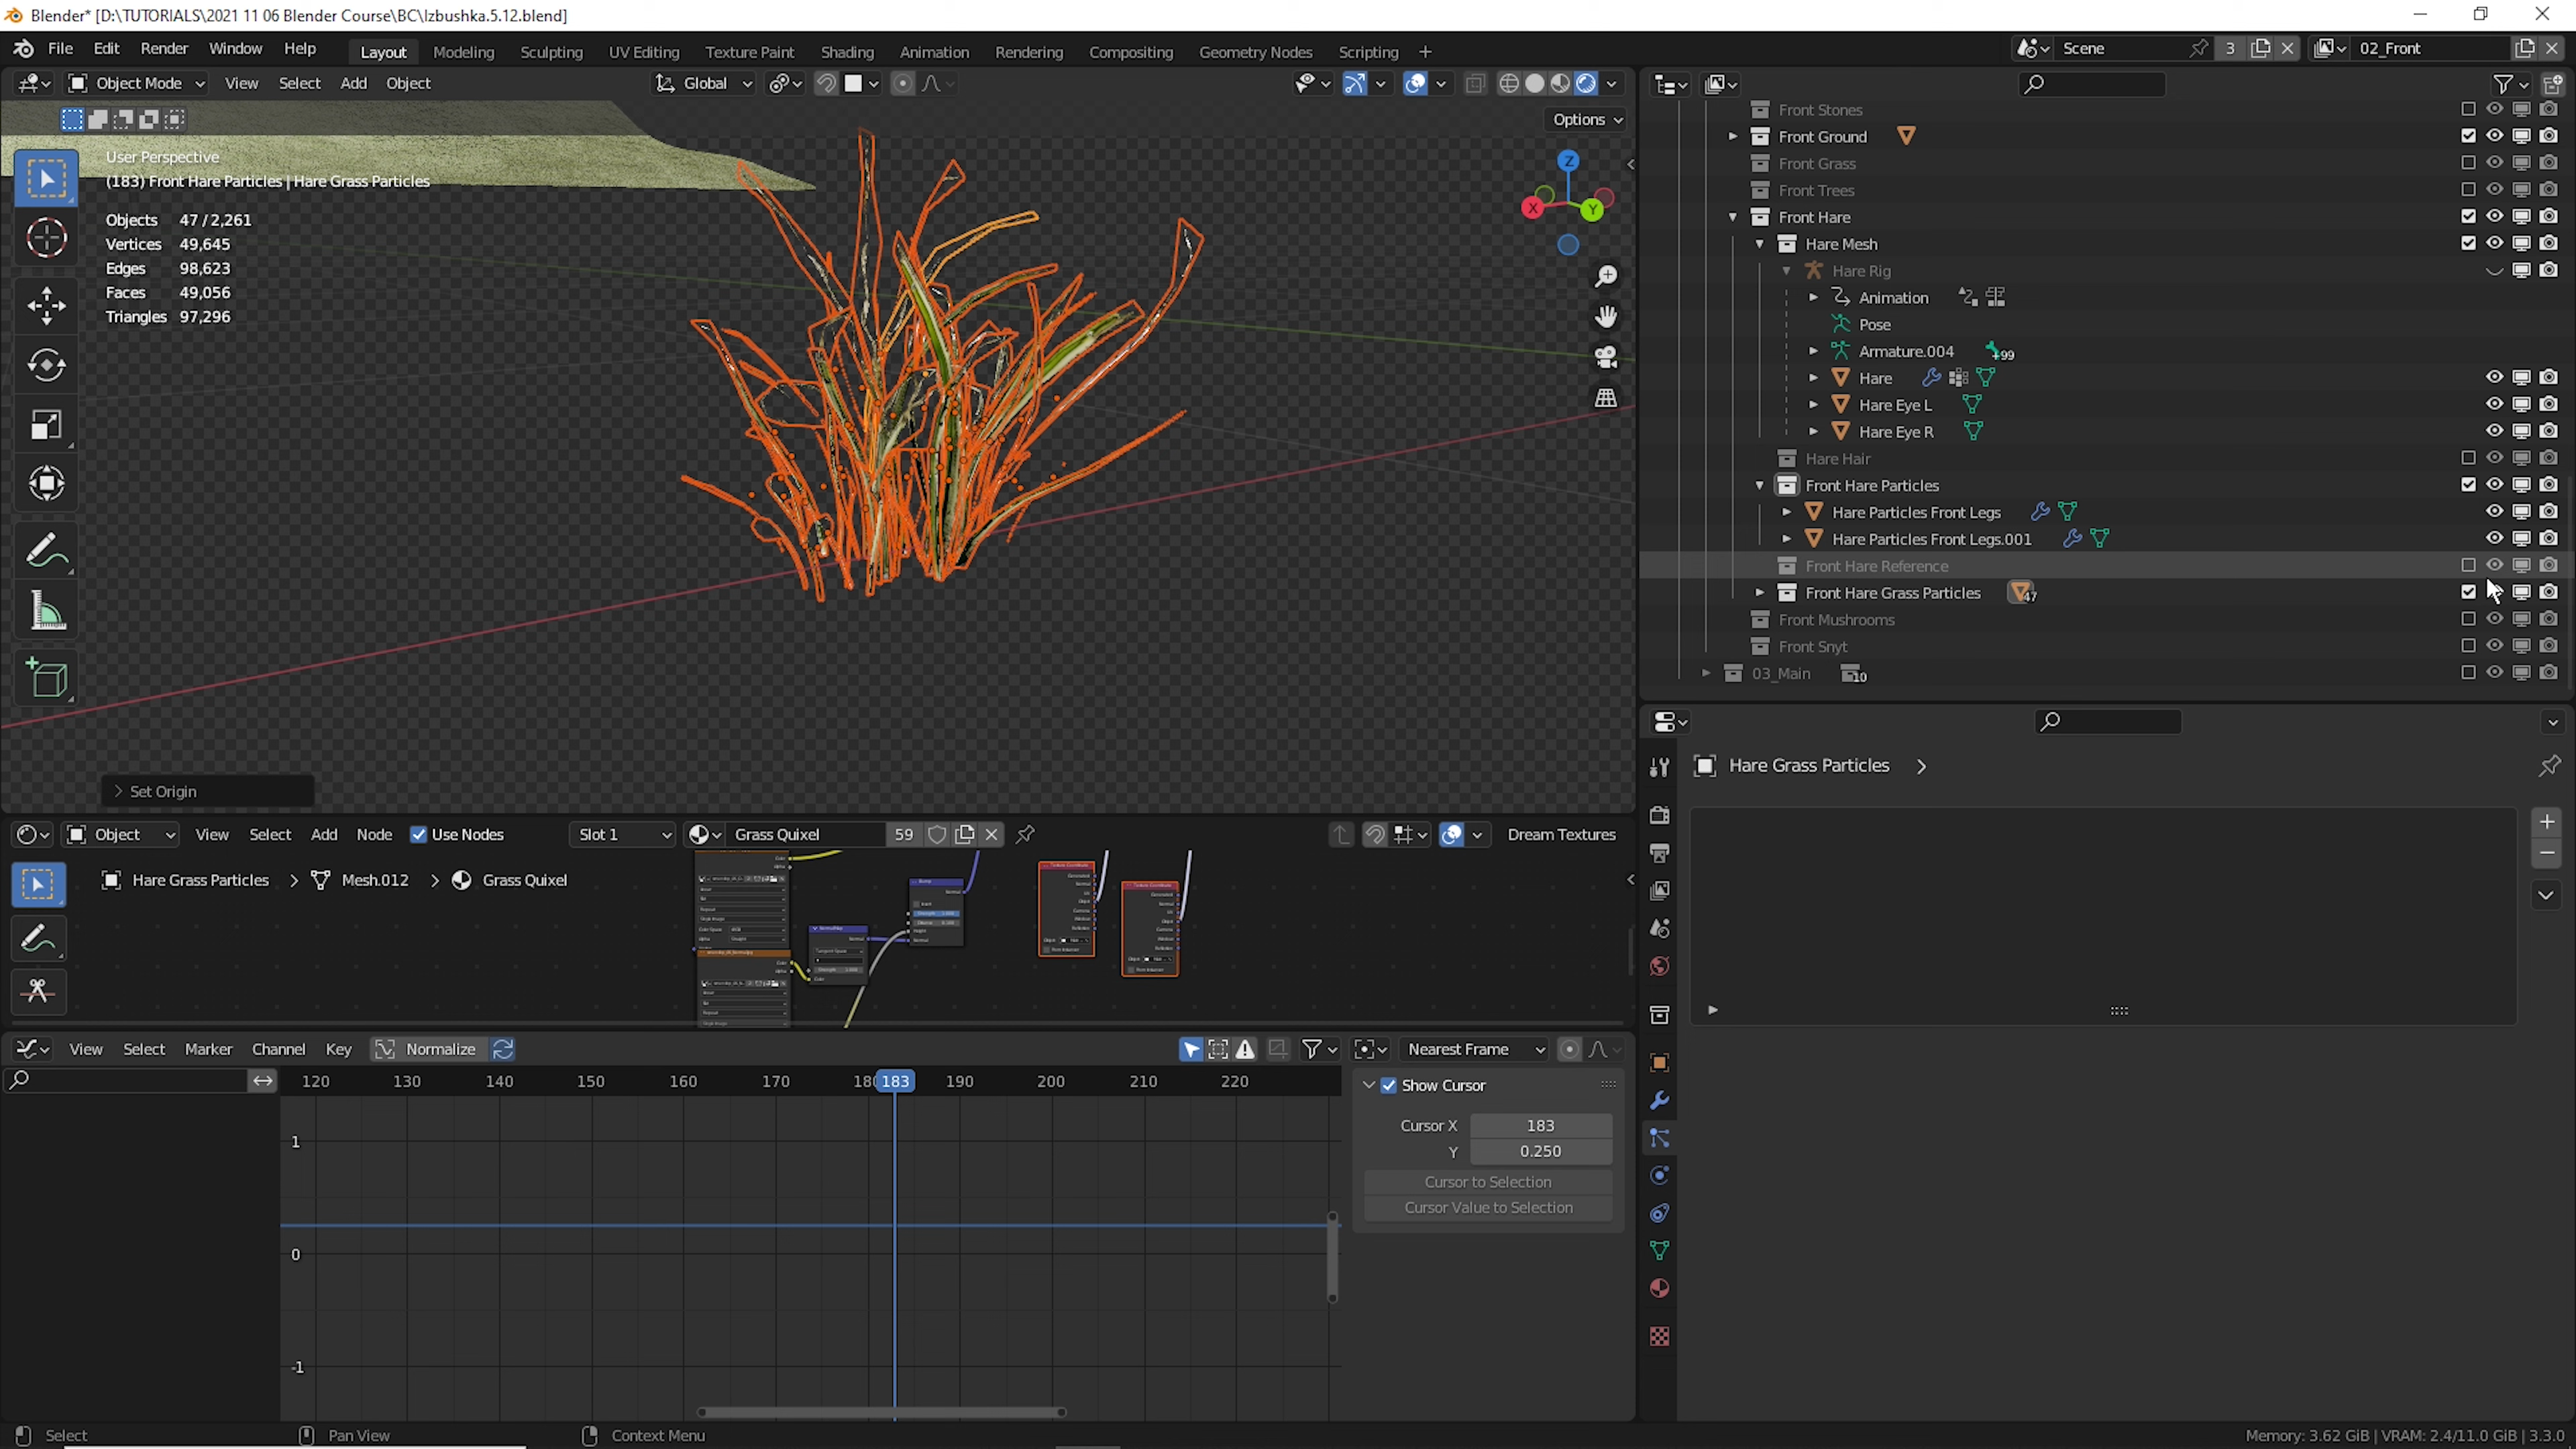 Blender* [D:\TUTORIALS\2021 11 06 Blender Course\BC\Izbushka.5.12.blend]
File Edit Render Window Help Layout Modeling Sculpting UV Editing Texture Paint Shading Animation Rendering Compositing Geometry Nodes Scripting + Scene 3 02_Front
Object Mode View Select Add Object Global
Options
User Perspective
(183) Front Hare Particles | Hare Grass Particles
Objects 47 / 2,261
Vertices 49,645
Edges 98,623
Faces 49,056
Triangles 97,296
Z
X
Y
Set Origin
Front Stones
Front Ground
Front Grass
Front Trees
Front Hare
Hare Mesh
Hare Rig
Animation
Pose
Armature.004 +99
Hare
Hare Eye L
Hare Eye R
Hare Hair
Front Hare Particles
Hare Particles Front Legs
Hare Particles Front Legs.001
Front Hare Reference
Front Hare Grass Particles 47
Front Mushrooms
Front Snyt
03_Main 10
Hare Grass Particles
Object View Select Add Node Use Nodes Slot 1 Grass Quixel 59 Dream Textures
Hare Grass Particles Mesh.012 Grass Quixel
View Select Marker Channel Key Normalize Nearest Frame
120 130 140 150 160 170 180 183 190 200 210 220
1
0
-1
Show Cursor
Cursor X 183
Y 0.250
Cursor to Selection
Cursor Value to Selection
Select Pan View Context Menu Memory: 3.62 GiB | VRAM: 2.4/11.0 GiB | 3.3.0